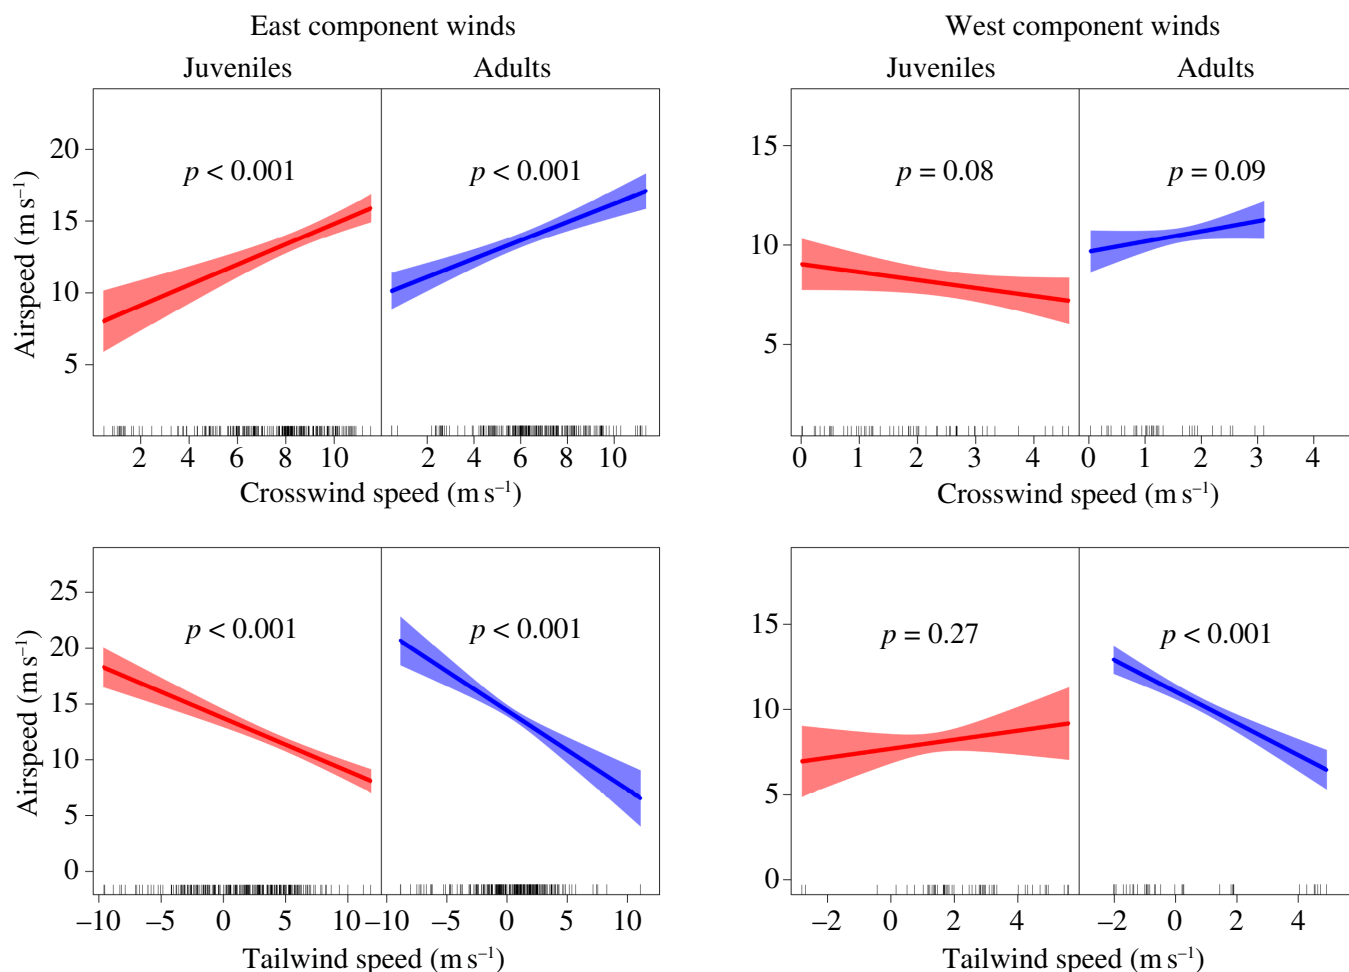 East component winds
West component winds
Juveniles Adults
Juveniles Adults
Airspeed (m s⁻¹)
20
15
10
5
p < 0.001
p < 0.001
2 4 6 8 10
2 4 6 8 10
Crosswind speed (m s⁻¹)
15
10
5
p = 0.08
p = 0.09
0 1 2 3 4
0 1 2 3 4
Crosswind speed (m s⁻¹)
Airspeed (m s⁻¹)
25
20
15
10
5
0
p < 0.001
p < 0.001
−10 −5 0 5 10
−10 −5 0 5 10
Tailwind speed (m s⁻¹)
15
10
5
0
p = 0.27
p < 0.001
−2 0 2 4
−2 0 2 4
Tailwind speed (m s⁻¹)